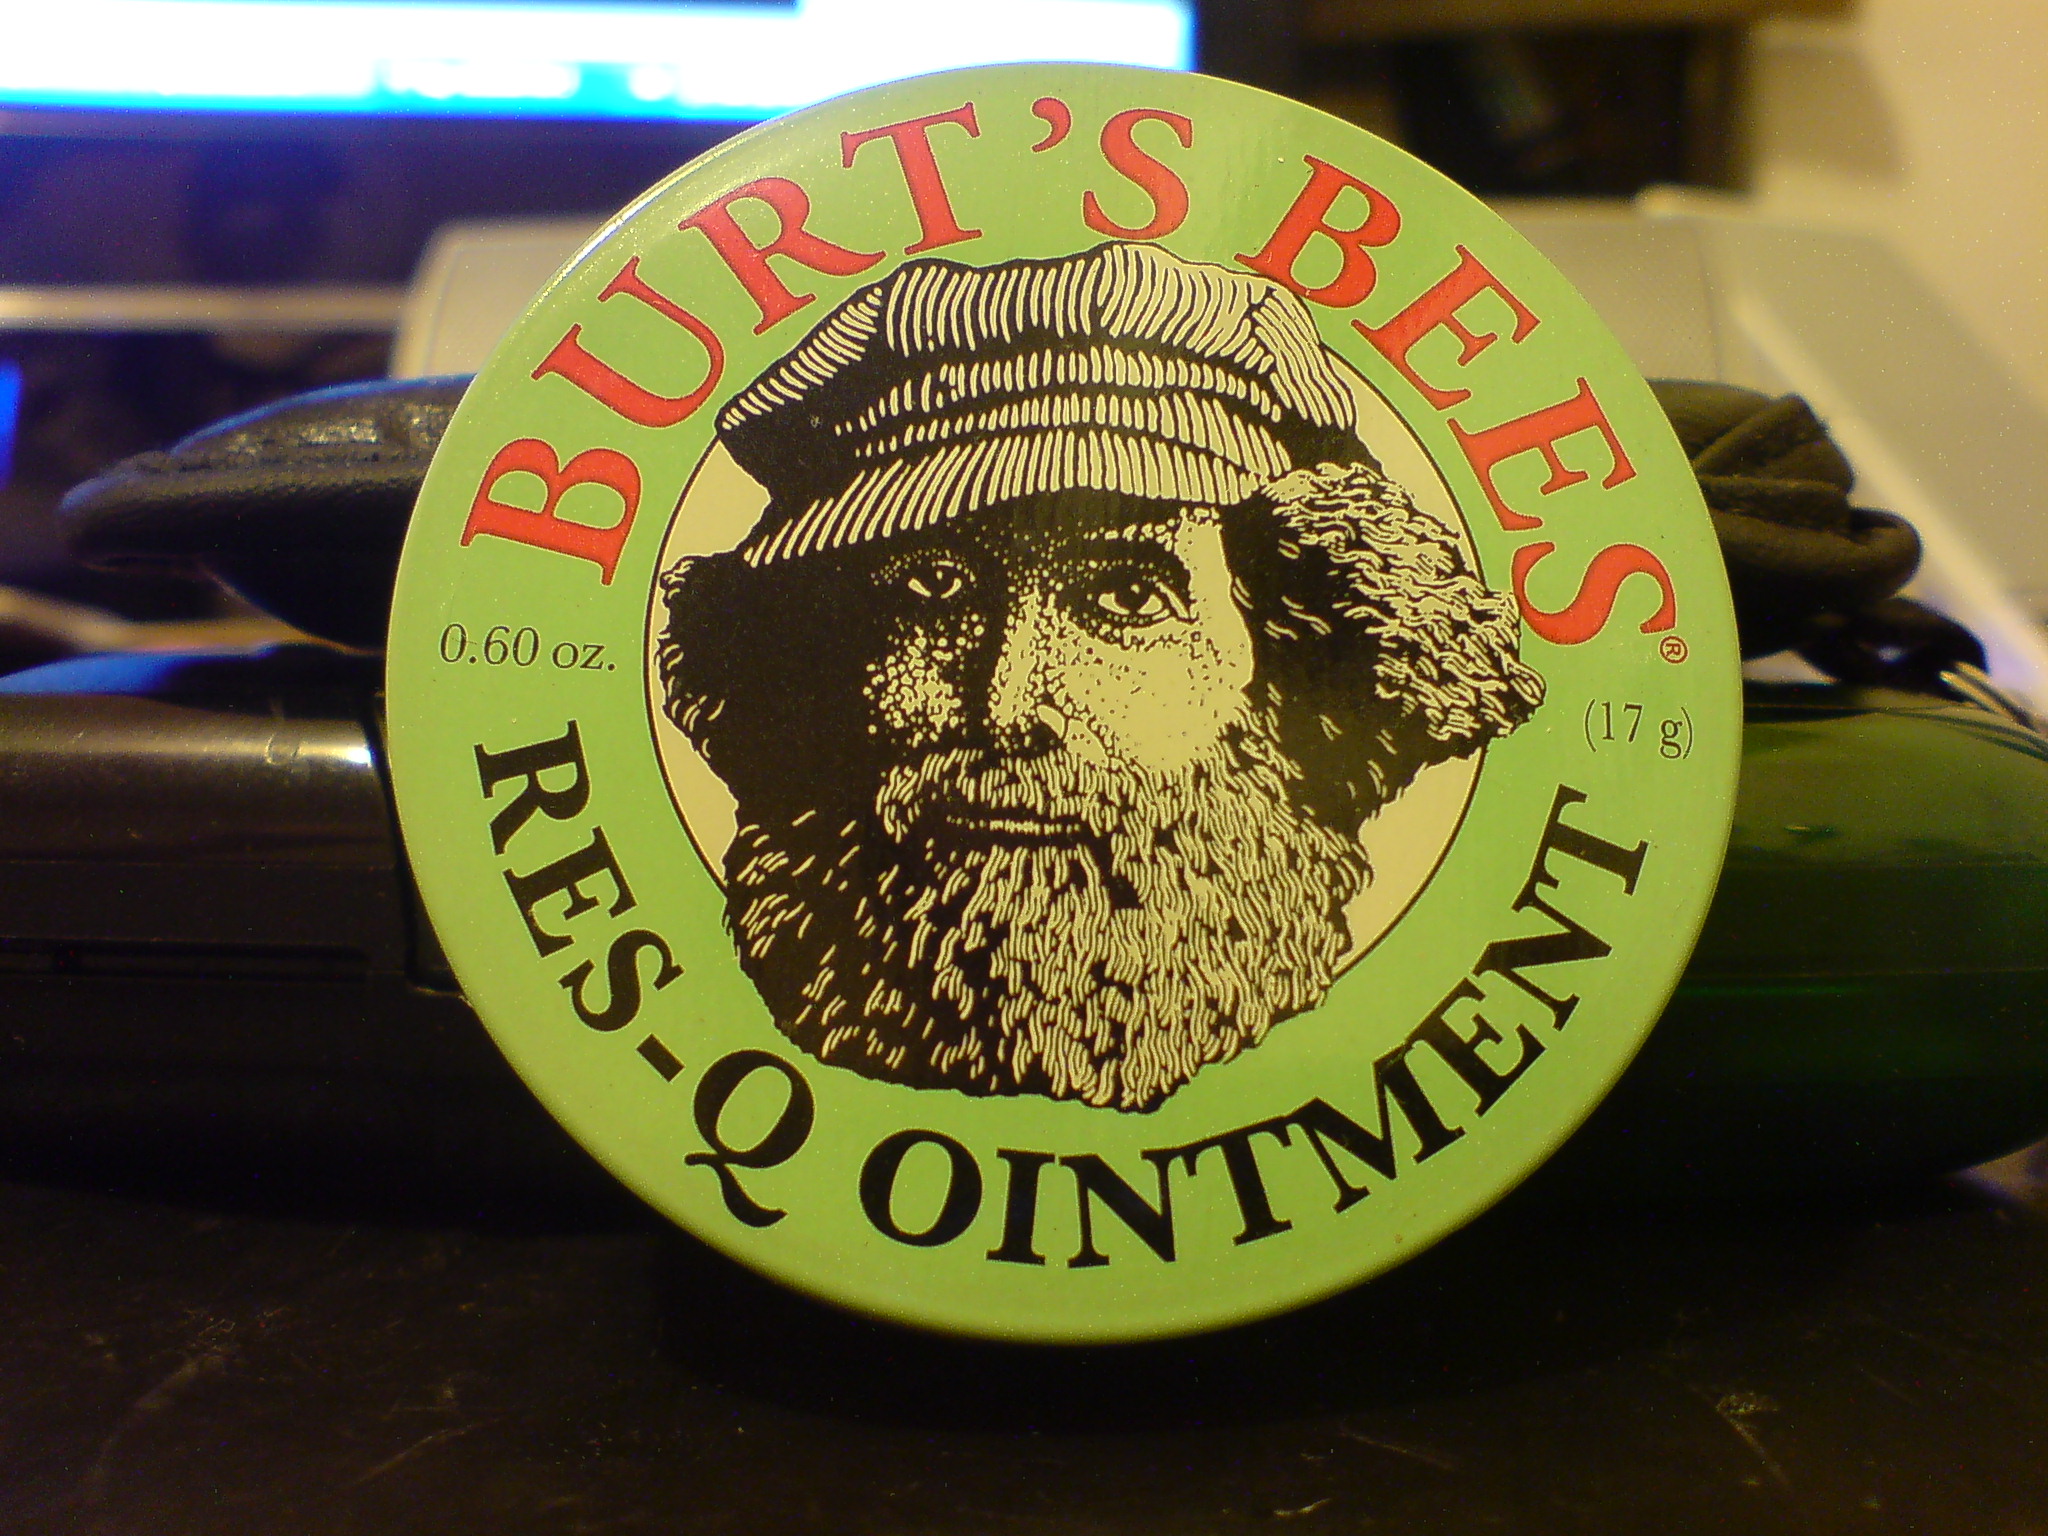 BURT'S BEES®
0.60 oz.
(17 g)
RES-Q OINTMENT